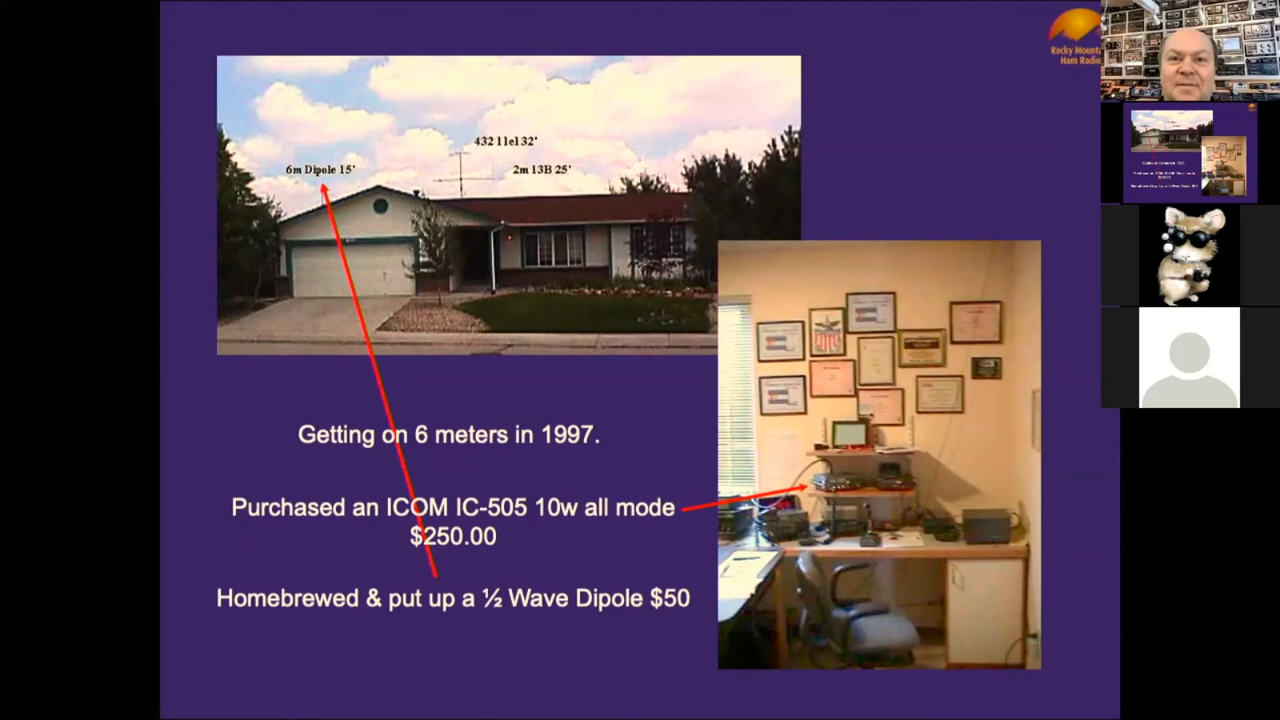 Rocky Mounta
Ham Radio
432 11el 32'
6m Dipole 15'
2m 13B 25'
Getting on 6 meters in 1997.
Purchased an ICOM IC-505 10w all mode
$250.00
Homebrewed & put up a ½ Wave Dipole $50